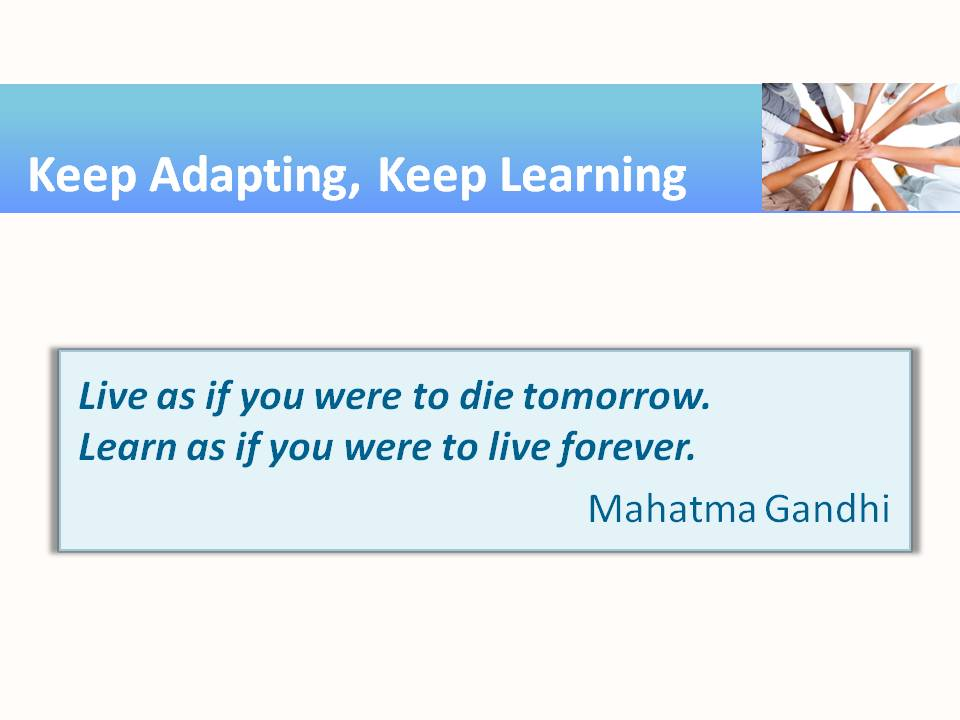 Keep Adapting, Keep Learning
Live as if you were to die tomorrow.
Learn as if you were to live forever.
Mahatma Gandhi